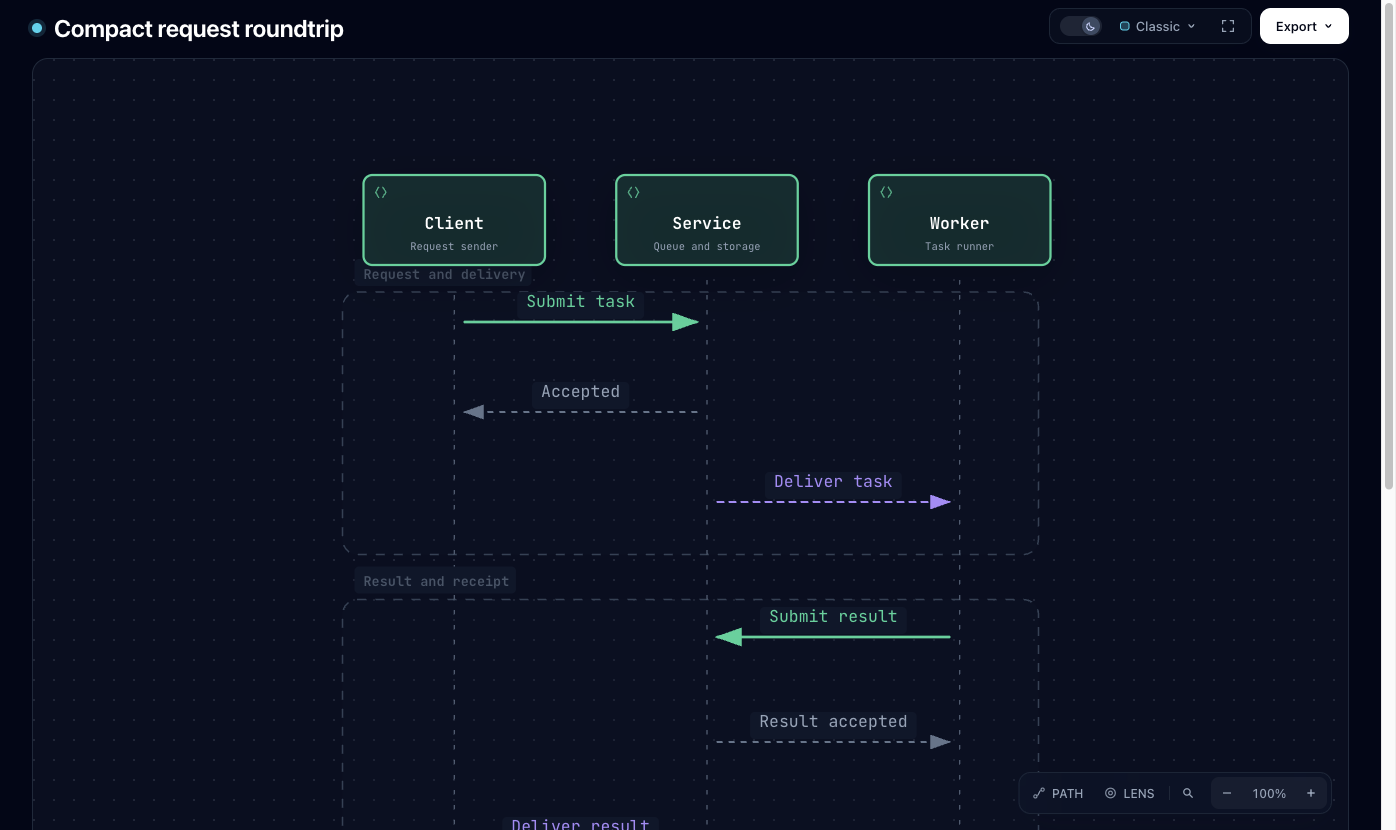 Compact request roundtrip
Classic
Export
Client
Request sender
Service
Queue and storage
Worker
Task runner
Request and delivery
Submit task
Accepted
Deliver task
Result and receipt
Submit result
Result accepted
PATH
LENS
− 100% +
Deliver result